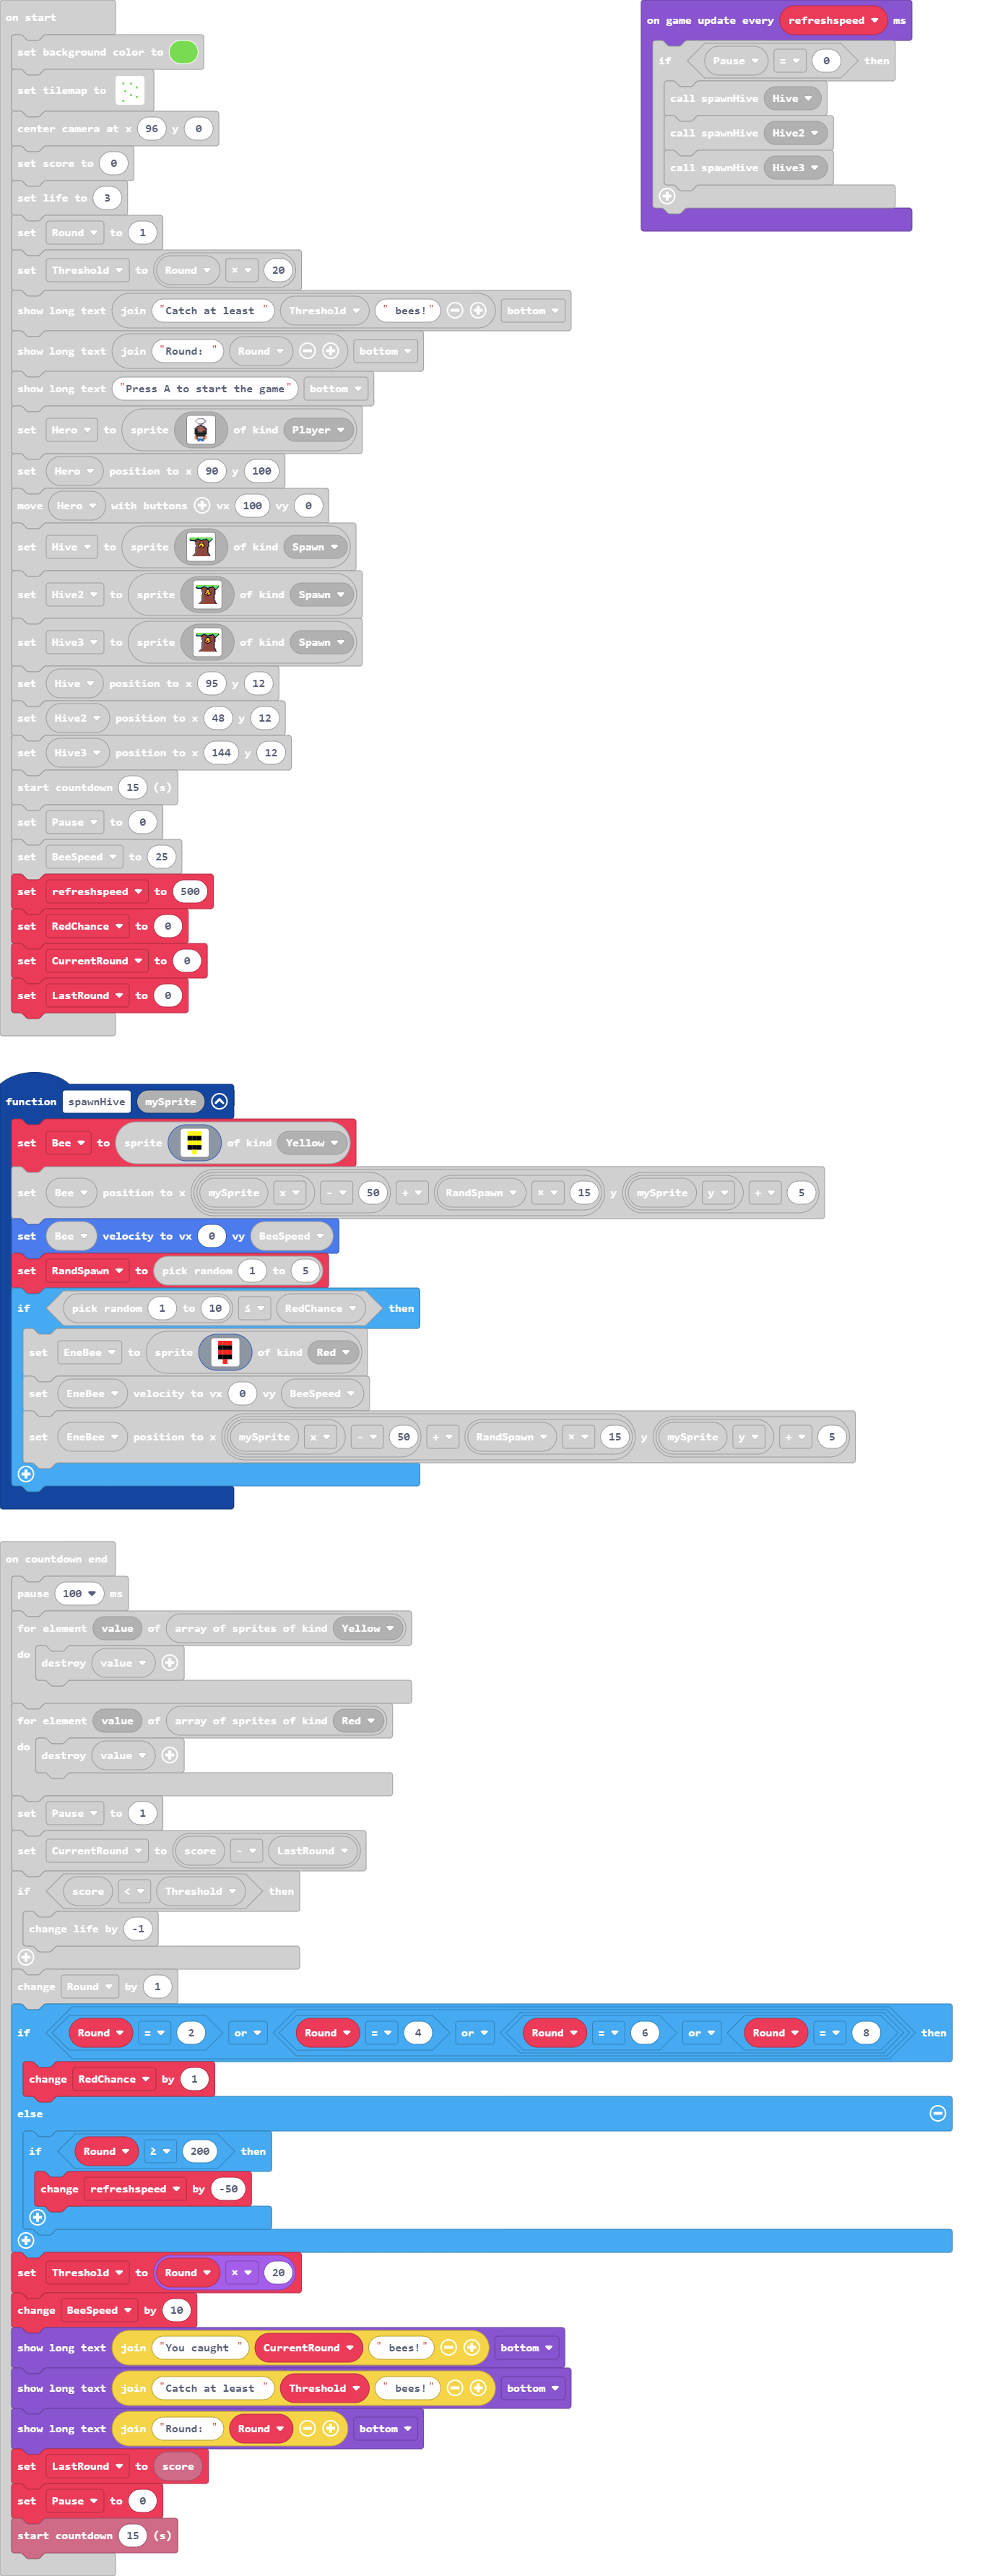 on start
set background color to
set tilemap to
center camera at x 96 y 0
set score to 0
set life to 3
set Round to 1
set Threshold to Round × 20
show long text join "Catch at least " Threshold " bees!" bottom
show long text join "Round: " Round bottom
show long text "Press A to start the game" bottom
set Hero to sprite of kind Player
set Hero position to x 90 y 100
move Hero with buttons vx 100 vy 0
set Hive to sprite of kind Spawn
set Hive2 to sprite of kind Spawn
set Hive3 to sprite of kind Spawn
set Hive position to x 95 y 12
set Hive2 position to x 48 y 12
set Hive3 position to x 144 y 12
start countdown 15 (s)
set Pause to 0
set BeeSpeed to 25
set refreshspeed to 500
set RedChance to 0
set CurrentRound to 0
set LastRound to 0
on game update every refreshspeed ms
if Pause = 0 then
call spawnHive Hive
call spawnHive Hive2
call spawnHive Hive3
function spawnHive mySprite
set Bee to sprite of kind Yellow
set Bee position to x mySprite x - 50 + RandSpawn × 15 y mySprite y + 5
set Bee velocity to vx 0 vy BeeSpeed
set RandSpawn to pick random 1 to 5
if pick random 1 to 10 ≤ RedChance then
set EneBee to sprite of kind Red
set EneBee velocity to vx 0 vy BeeSpeed
set EneBee position to x mySprite x - 50 + RandSpawn × 15 y mySprite y + 5
on countdown end
pause 100 ms
for element value of array of sprites of kind Yellow
do destroy value
for element value of array of sprites of kind Red
do destroy value
set Pause to 1
set CurrentRound to score - LastRound
if score < Threshold then
change life by -1
change Round by 1
if Round = 2 or Round = 4 or Round = 6 or Round = 8 then
change RedChance by 1
else
if Round ≥ 200 then
change refreshspeed by -50
set Threshold to Round × 20
change BeeSpeed by 10
show long text join "You caught " CurrentRound " bees!" bottom
show long text join "Catch at least " Threshold " bees!" bottom
show long text join "Round: " Round bottom
set LastRound to score
set Pause to 0
start countdown 15 (s)